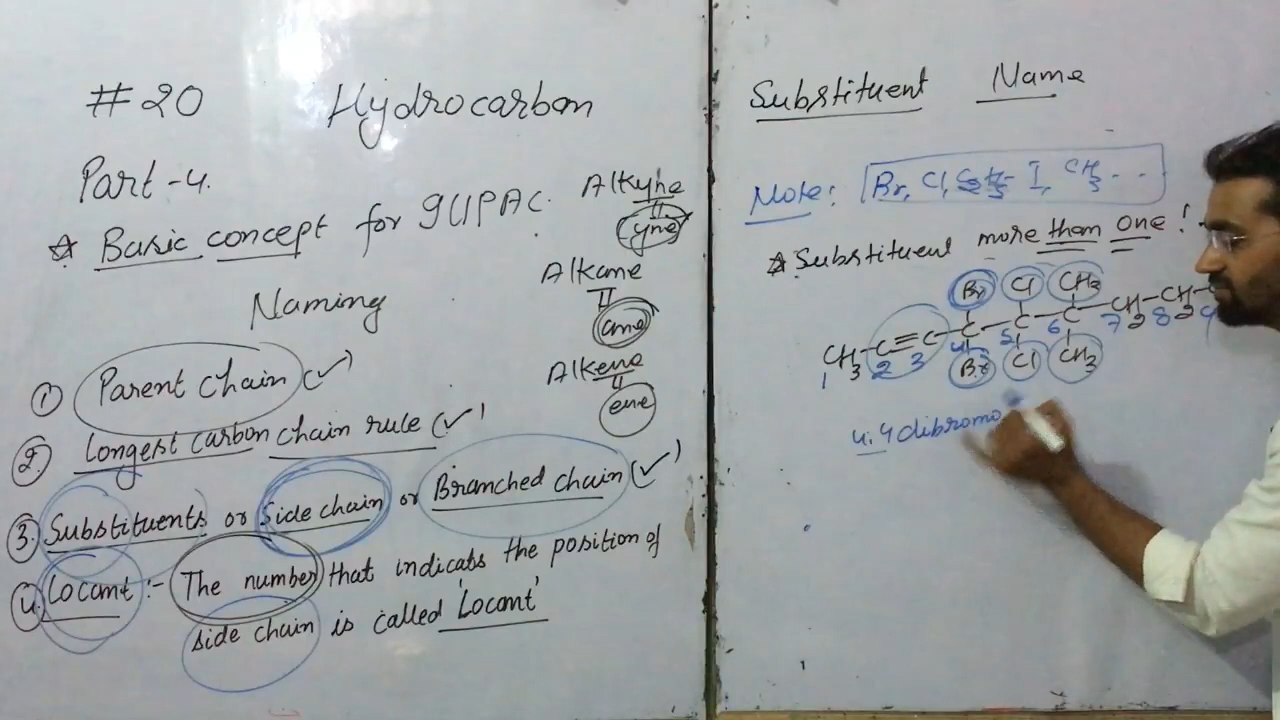 #20 Hydrocarbon
Part-4.
☆ Basic concept for IUPAC.
Naming
Alkyne
yne
Alkane
ane
Alkene
ene
① Parent chain (✓)
② Longest carbon chain rule (✓)
③ Substituents or Side chain or Branched chain (✓)
④ Locant :- The number that indicats the position of
side chain is called 'Locant'
Substituent Name
Note: Br, Cl, I, CH3 ...
☆ Substituent more than one!
Br Cl CH3
CH3-C≡C-C-C-C-CH2-CH2-
1 2 3 4 5 6 7 8 9
Br Cl CH3
4,4 dibromo